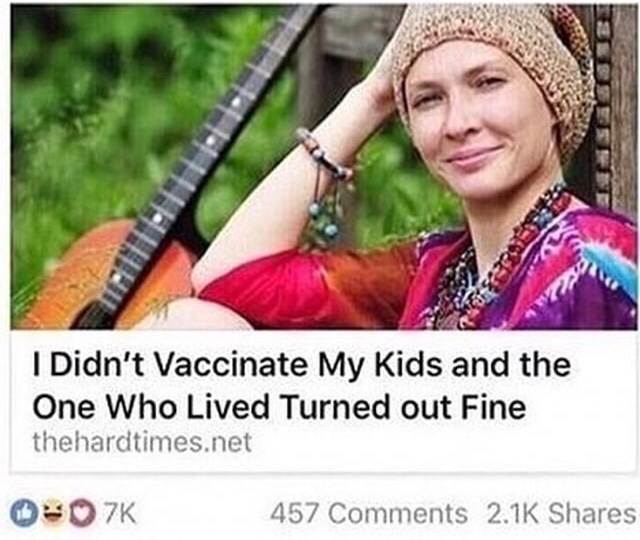 I Didn't Vaccinate My Kids and the
One Who Lived Turned out Fine
thehardtimes.net
7K 457 Comments 2.1K Shares